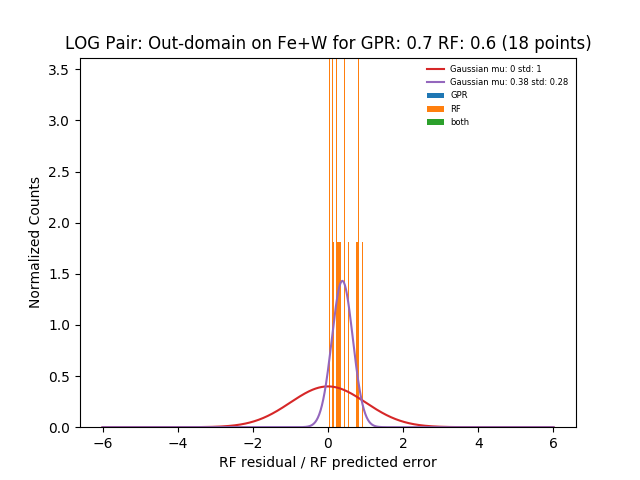 LOG Pair: Out-domain on Fe+W for GPR: 0.7 RF: 0.6 (18 points)
Gaussian mu: 0 std: 1
Gaussian mu: 0.38 std: 0.28
GPR
RF
both
Normalized Counts
3.5
3.0
2.5
2.0
1.5
1.0
0.5
0.0
−6 −4 −2 0 2 4 6
RF residual / RF predicted error